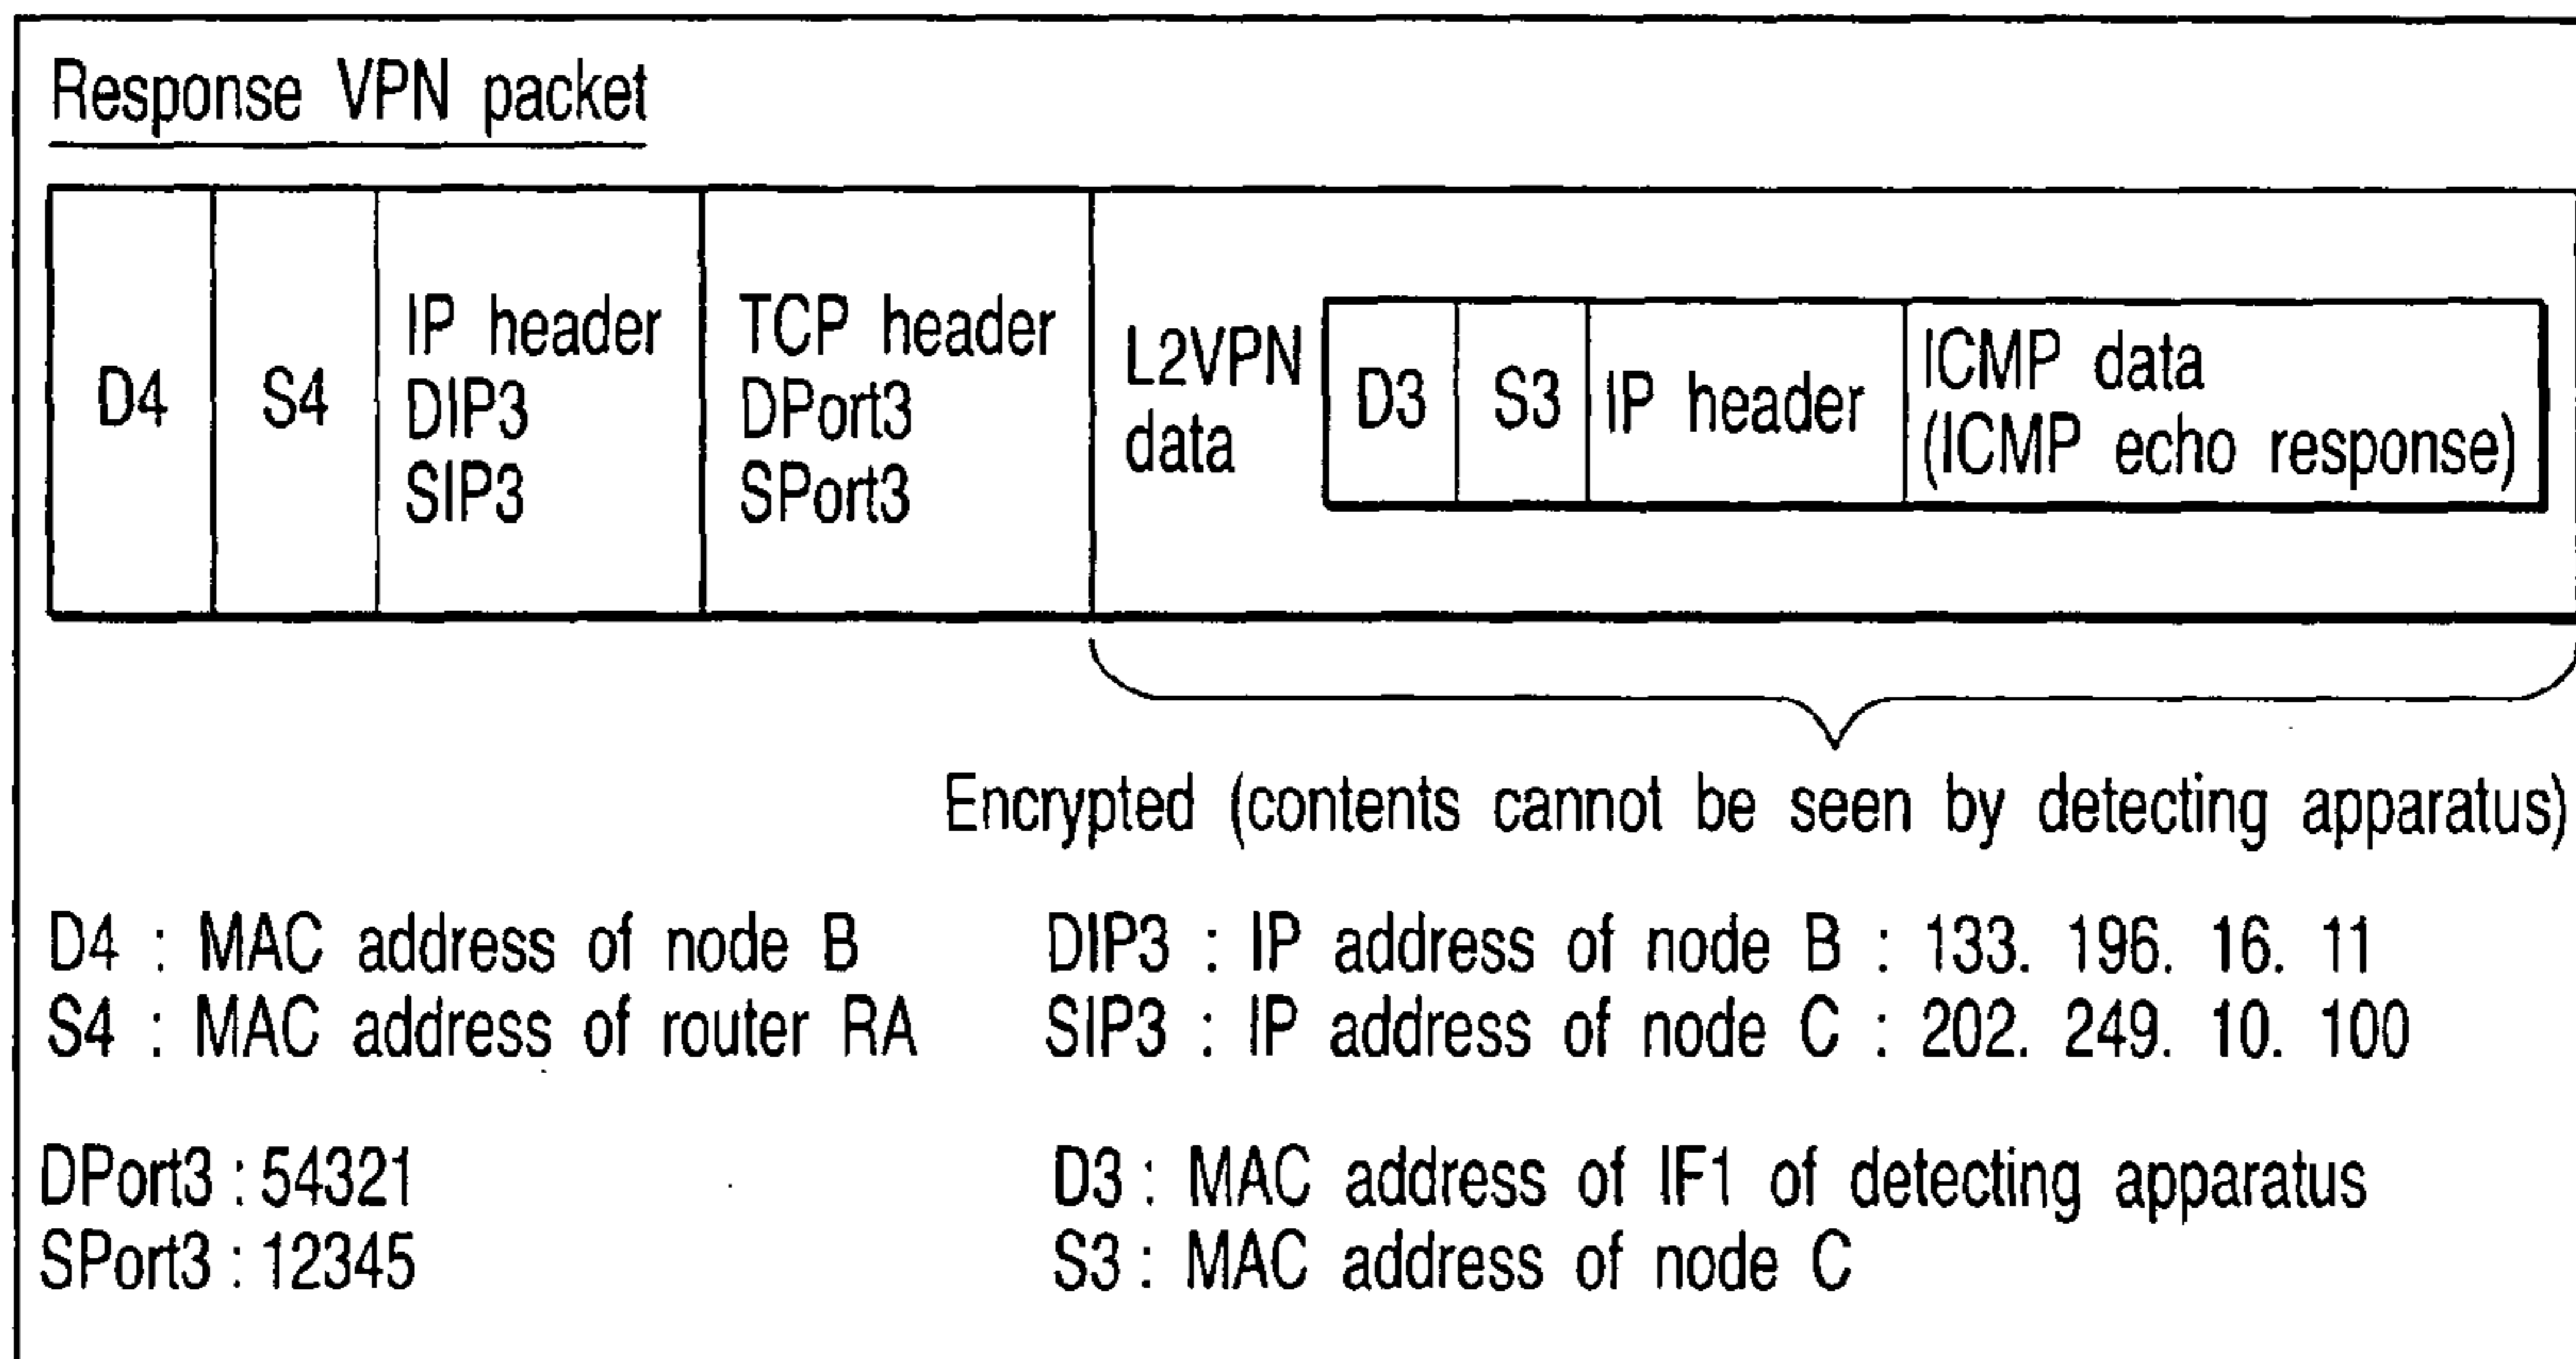 Response VPN packet
D4
S4
IP header
DIP3
SIP3
TCP header
DPort3
SPort3
L2VPN
data
D3
S3
IP header
ICMP data
(ICMP echo response)
Encrypted (contents cannot be seen by detecting apparatus)
D4 : MAC address of node B
S4 : MAC address of router RA
DIP3 : IP address of node B : 133. 196. 16. 11
SIP3 : IP address of node C : 202. 249. 10. 100
DPort3 : 54321
SPort3 : 12345
D3 : MAC address of IF1 of detecting apparatus
S3 : MAC address of node C